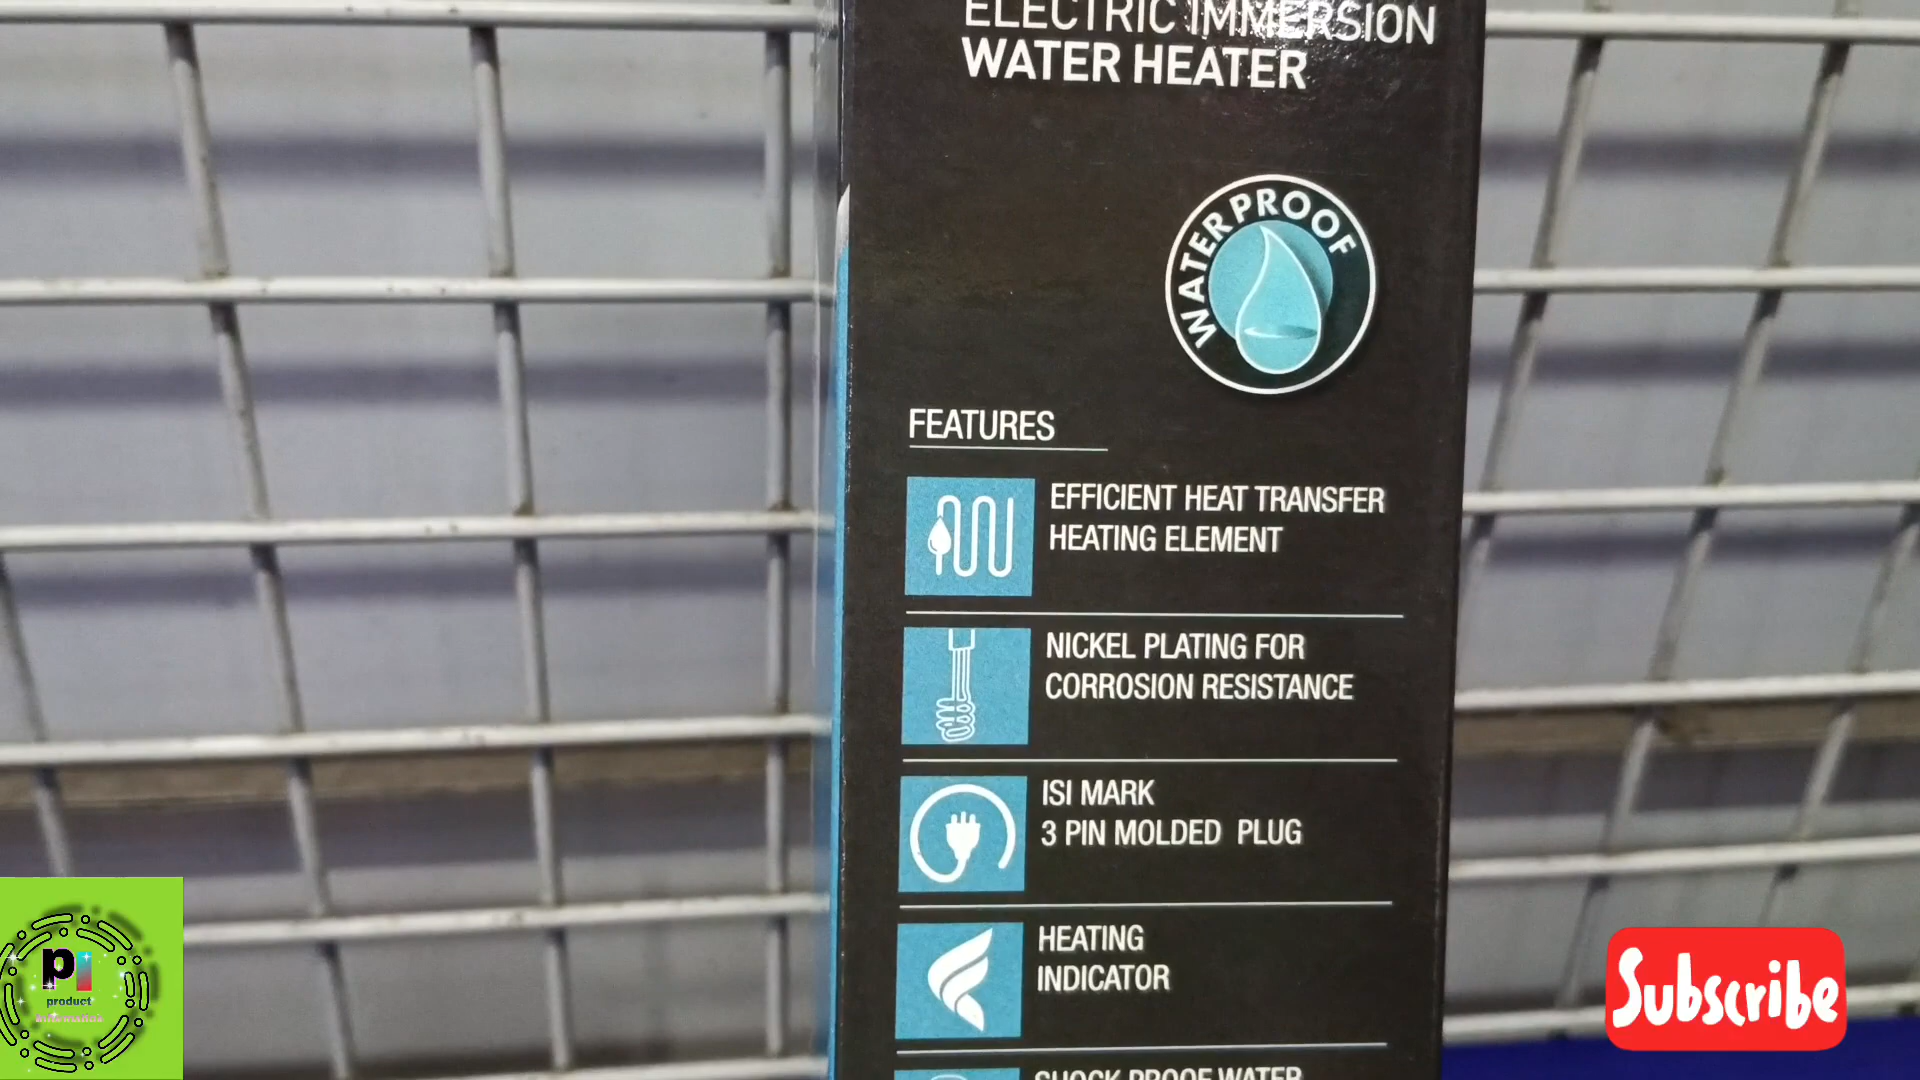 ELECTRIC IMMERSION
WATER HEATER
WATERPROOF
FEATURES
EFFICIENT HEAT TRANSFER
HEATING ELEMENT
NICKEL PLATING FOR
CORROSION RESISTANCE
ISI MARK
3 PIN MOLDED PLUG
HEATING
INDICATOR
SHOCK PROOF WATER
pi
product
Subscribe